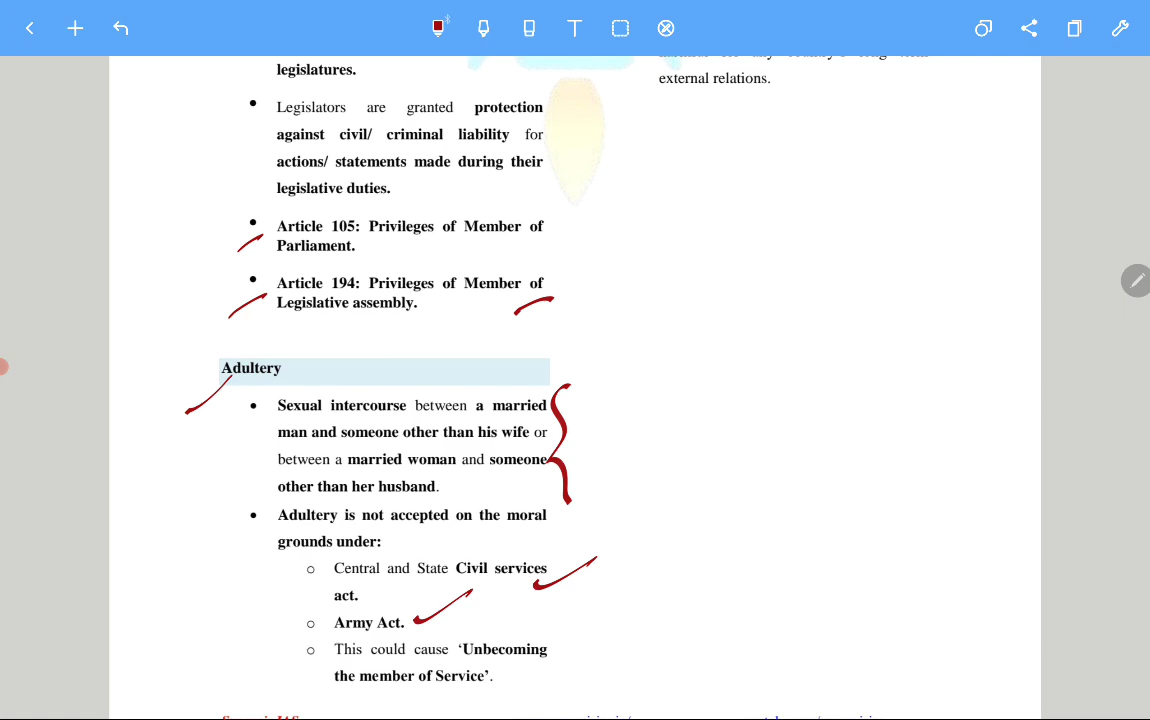 legislatures.
external relations.
• Legislators are granted protection
against civil/ criminal liability for
actions/ statements made during their
legislative duties.
• Article 105: Privileges of Member of
Parliament.
• Article 194: Privileges of Member of
Legislative assembly.
Adultery
• Sexual intercourse between a married
man and someone other than his wife or
between a married woman and someone
other than her husband.
• Adultery is not accepted on the moral
grounds under:
o Central and State Civil services
act.
o Army Act.
o This could cause ‘Unbecoming
the member of Service’.